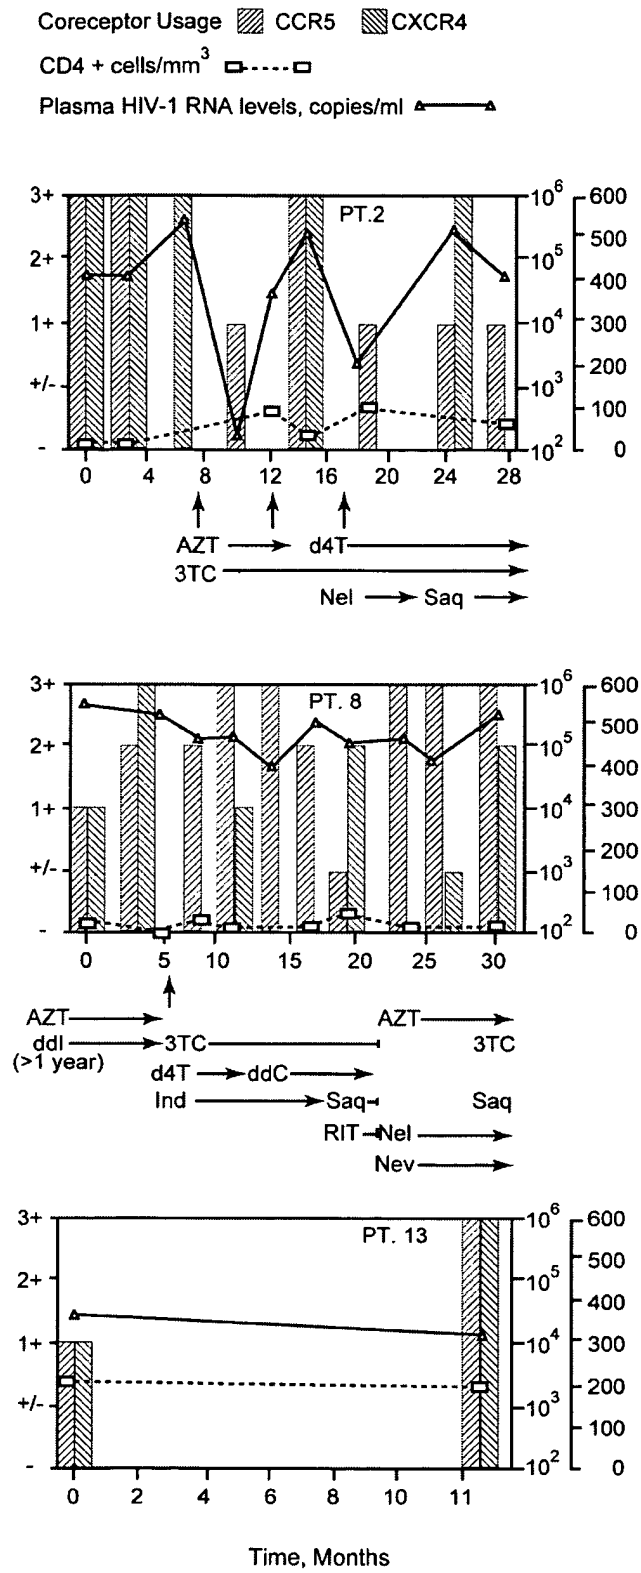 Coreceptor Usage CCR5 CXCR4
CD4 + cells/mm3
Plasma HIV-1 RNA levels, copies/ml
3+ PT.2 10^6 600
500
2+ 10^5 400
1+ 10^4 300
200
+/- 10^3 100
- 10^2 0
0 4 8 12 16 20 24 28
AZT d4T
3TC
Nel Saq
3+ PT. 8 10^6 600
500
2+ 10^5
400
1+ 10^4 300
200
+/- 10^3
100
- 10^2 0
0 5 10 15 20 25 30
AZT AZT
ddI 3TC 3TC
(>1 year)
d4T ddC
Ind Saq Saq
RIT Nel
Nev
3+ PT. 13 10^6 600
500
2+ 10^5
400
1+ 10^4 300
200
+/- 10^3
100
- 10^2 0
0 2 4 6 8 10 11
Time, Months